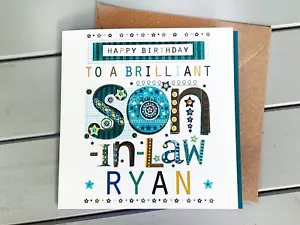 HAPPY BIRTHDAY
TO A BRILLIANT
SON
-IN-LAW
RYAN